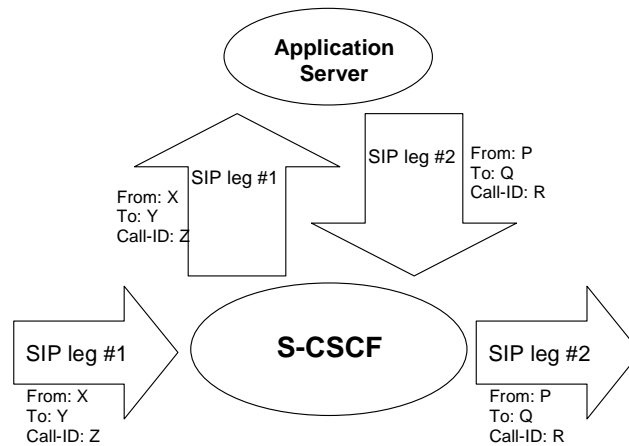 Application
Server
SIP leg #1
From: X
To: Y
Call-ID: Z
SIP leg #2
From: P
To: Q
Call-ID: R
SIP leg #1
From: X
To: Y
Call-ID: Z
S-CSCF
SIP leg #2
From: P
To: Q
Call-ID: R